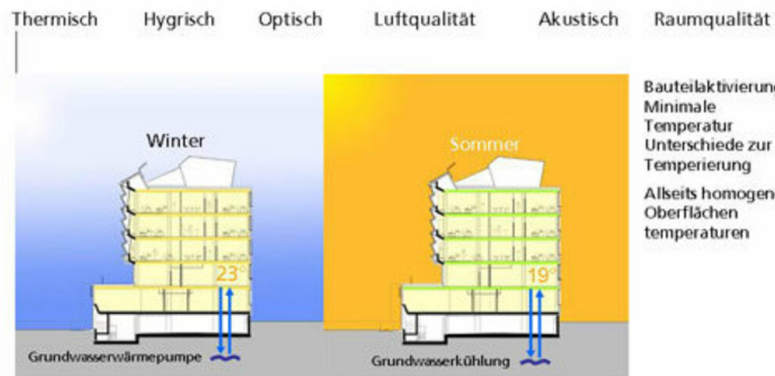 Thermisch Hygrisch Optisch Luftqualität Akustisch Raumqualität
Winter
Sommer
Bauteilaktivierung
Minimale
Temperatur
Unterschiede zur
Temperierung
Allseits homogen
Oberflächen
temperaturen
23°
19°
Grundwasserwärmepumpe
Grundwasserkühlung